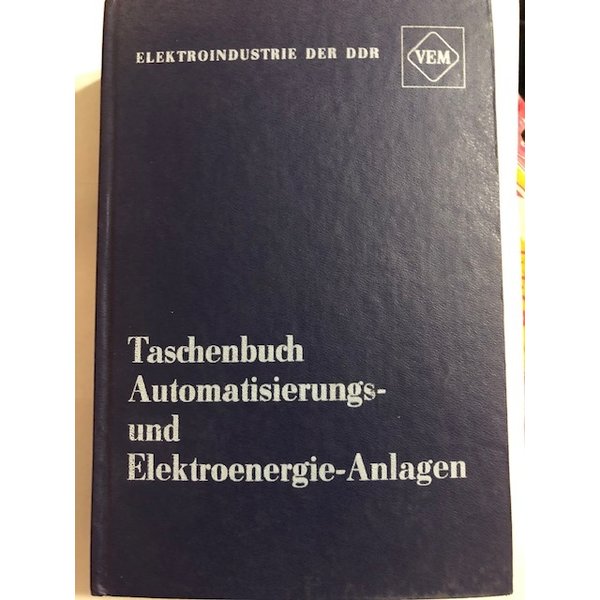 ELEKTROINDUSTRIE DER DDR
VEM
Taschenbuch
Automatisierungs-
und
Elektroenergie-Anlagen